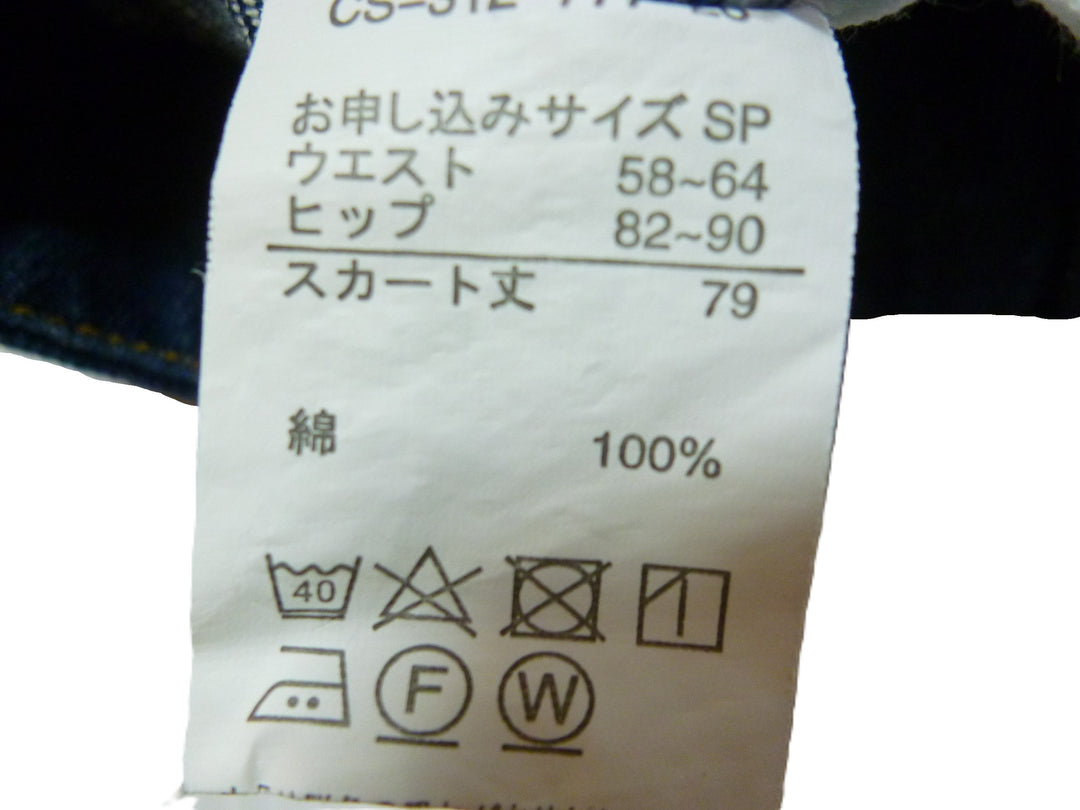 お申し込みサイズ SP
ウエスト 58~64
ヒップ 82~90
スカート丈 79
綿 100%
40
F W